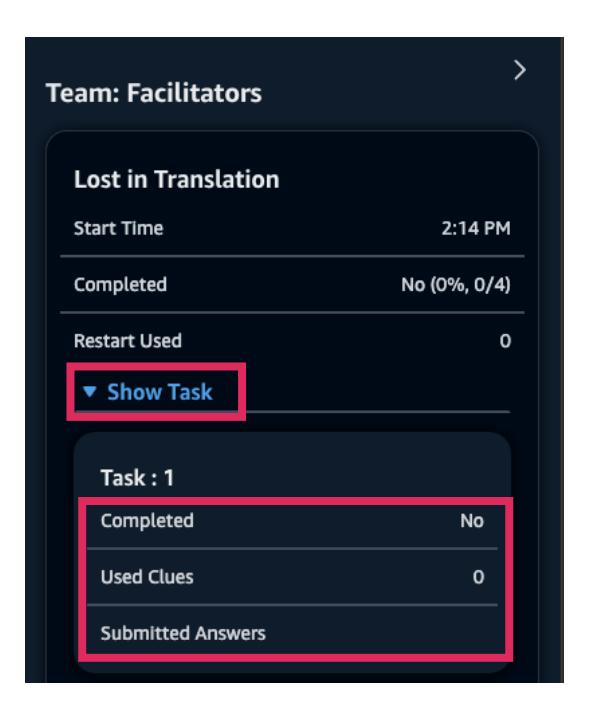 Team: Facilitators
Lost in Translation
Start Time 2:14 PM
Completed No (0%, 0/4)
Restart Used 0
Show Task
Task : 1
Completed No
Used Clues 0
Submitted Answers